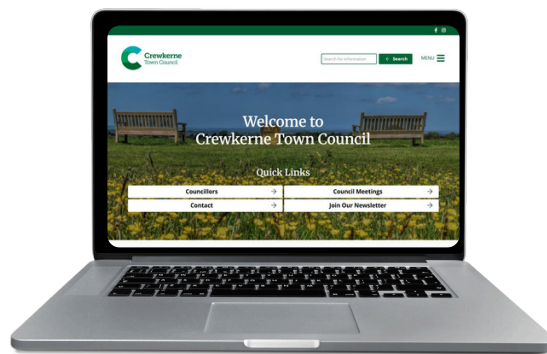 Crewkerne
Town Council
Search for information
Search
MENU
Welcome to
Crewkerne Town Council
Quick Links
Councillors
Council Meetings
Contact
Join Our Newsletter